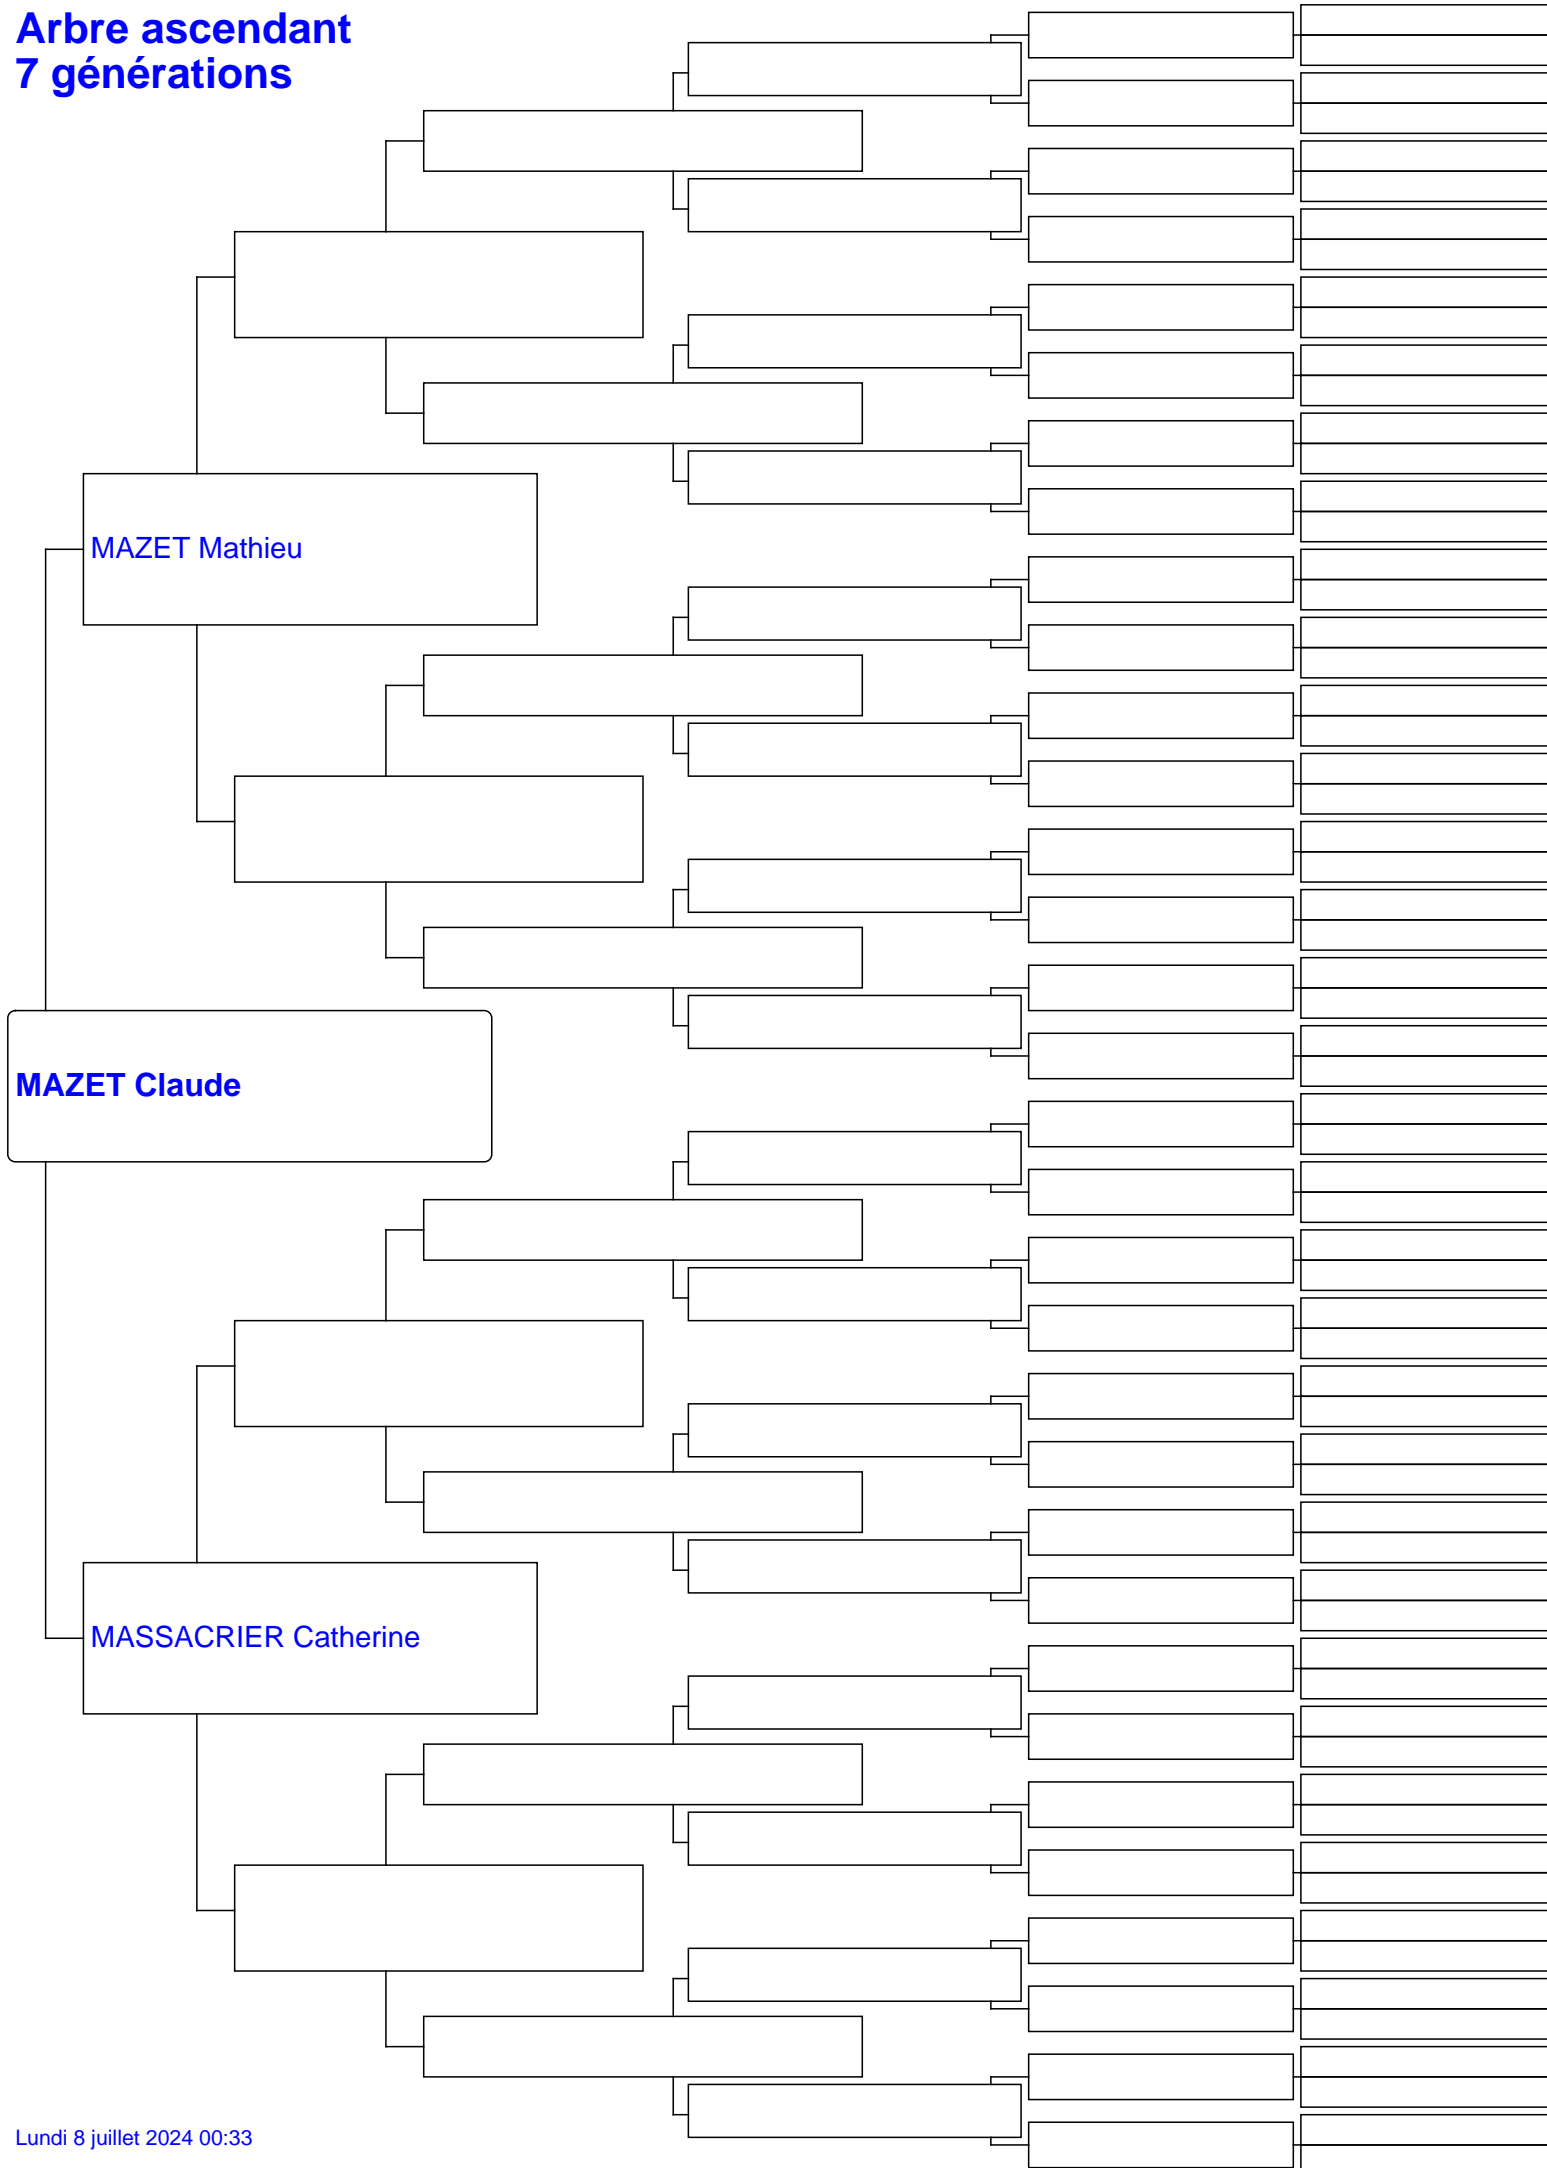 Arbre ascendant
7 générations
MAZET Mathieu
MAZET Claude
MASSACRIER Catherine
Lundi 8 juillet 2024 00:33